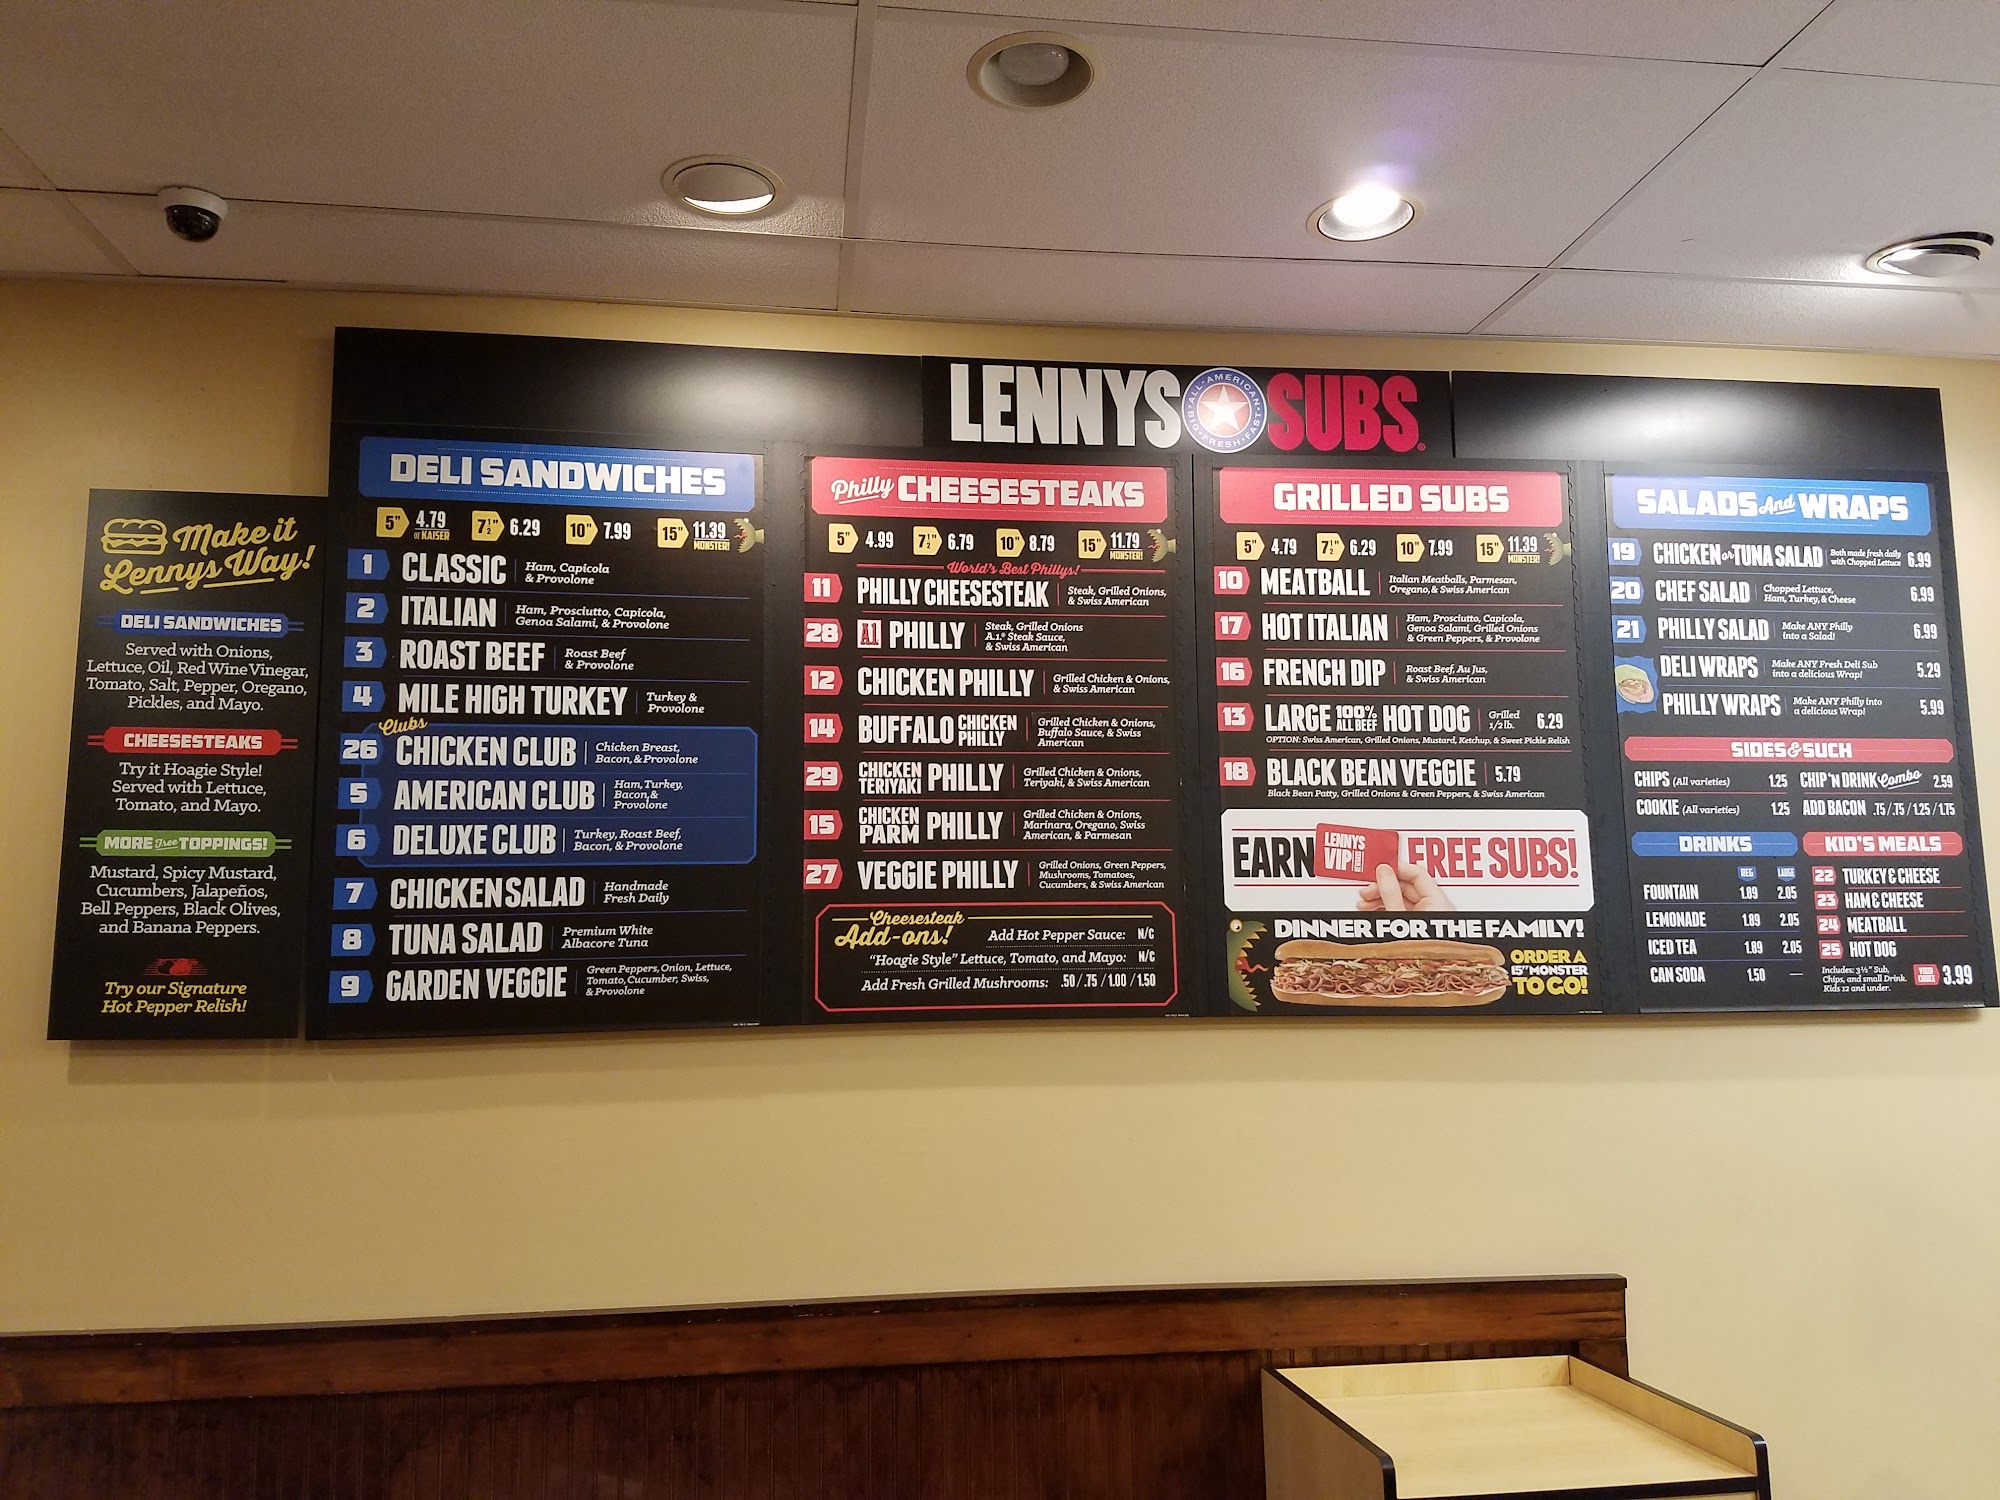 LENNYS SUBS
ALL-AMERICAN
BIG·FRESH·FAST
Make it
Lennys Way!
DELI SANDWICHES
Served with Onions,
Lettuce, Oil, Red Wine Vinegar,
Tomato, Salt, Pepper, Oregano,
Pickles, and Mayo.
CHEESESTEAKS
Try it Hoagie Style!
Served with Lettuce,
Tomato, and Mayo.
MORE Free TOPPINGS!
Mustard, Spicy Mustard,
Cucumbers, Jalapeños,
Bell Peppers, Black Olives,
and Banana Peppers.
Try our Signature
Hot Pepper Relish!
DELI SANDWICHES
5" 4.79 or KAISER 7½" 6.29 10" 7.99 15" 11.39 MONSTER!
1 CLASSIC Ham, Capicola
& Provolone
2 ITALIAN Ham, Prosciutto, Capicola,
Genoa Salami, & Provolone
3 ROAST BEEF Roast Beef
& Provolone
4 MILE HIGH TURKEY Turkey &
Provolone
Clubs
26 CHICKEN CLUB Chicken Breast,
Bacon, & Provolone
5 AMERICAN CLUB Ham, Turkey,
Bacon, &
Provolone
6 DELUXE CLUB Turkey, Roast Beef,
Bacon, & Provolone
7 CHICKEN SALAD Handmade
Fresh Daily
8 TUNA SALAD Premium White
Albacore Tuna
9 GARDEN VEGGIE Green Peppers, Onion, Lettuce,
Tomato, Cucumber, Swiss,
& Provolone
Philly CHEESESTEAKS
5" 4.99 7½" 6.79 10" 8.79 15" 11.79 MONSTER!
World's Best Phillys!
11 PHILLY CHEESESTEAK Steak, Grilled Onions,
& Swiss American
28 A.1. PHILLY Steak, Grilled Onions
A.1.® Steak Sauce,
& Swiss American
12 CHICKEN PHILLY Grilled Chicken & Onions,
& Swiss American
14 BUFFALO CHICKEN PHILLY Grilled Chicken & Onions,
Buffalo Sauce, & Swiss
American
29 CHICKEN TERIYAKI PHILLY Grilled Chicken & Onions,
Teriyaki, & Swiss American
15 CHICKEN PARM PHILLY Grilled Chicken & Onions,
Marinara, Oregano, Swiss
American, & Parmesan
27 VEGGIE PHILLY Grilled Onions, Green Peppers,
Mushrooms, Tomatoes,
Cucumbers, & Swiss American
Cheesesteak
Add-ons!
Add Hot Pepper Sauce: N/C
"Hoagie Style" Lettuce, Tomato, and Mayo: N/C
Add Fresh Grilled Mushrooms: .50 / .75 / 1.00 / 1.50
GRILLED SUBS
5" 4.79 7½" 6.29 10" 7.99 15" 11.39 MONSTER!
10 MEATBALL Italian Meatballs, Parmesan,
Oregano, & Swiss American
17 HOT ITALIAN Ham, Prosciutto, Capicola,
Genoa Salami, Grilled Onions
& Green Peppers, & Provolone
16 FRENCH DIP Roast Beef, Au Jus,
& Swiss American
13 LARGE 100% ALL BEEF HOT DOG Grilled
1/2 lb. 6.29
OPTION: Swiss American, Grilled Onions, Mustard, Ketchup, & Sweet Pickle Relish
18 BLACK BEAN VEGGIE 5.79
Black Bean Patty, Grilled Onions & Green Peppers, & Swiss American
EARN LENNYS VIP FREE SUBS!
DINNER FOR THE FAMILY!
ORDER A
15" MONSTER
TO GO!
SALADS And WRAPS
19 CHICKEN or TUNA SALAD Both made fresh daily
with Chopped Lettuce 6.99
20 CHEF SALAD Chopped Lettuce,
Ham, Turkey, & Cheese 6.99
21 PHILLY SALAD Make ANY Philly
into a Salad! 6.99
DELI WRAPS Make ANY Fresh Deli Sub
into a delicious Wrap! 5.29
PHILLY WRAPS Make ANY Philly into
a delicious Wrap! 5.99
SIDES & SUCH
CHIPS (All varieties) 1.25 CHIP 'N DRINK Combo 2.59
COOKIE (All varieties) 1.25 ADD BACON .75 / .75 / 1.25 / 1.75
DRINKS
REG LARGE
FOUNTAIN 1.89 2.05
LEMONADE 1.89 2.05
ICED TEA 1.89 2.05
CAN SODA 1.50 —
KID'S MEALS
22 TURKEY & CHEESE
23 HAM & CHEESE
24 MEATBALL
25 HOT DOG
Includes: 3½" Sub,
Chips, and small Drink.
Kids 12 and under.
YOUR CHOICE 3.99